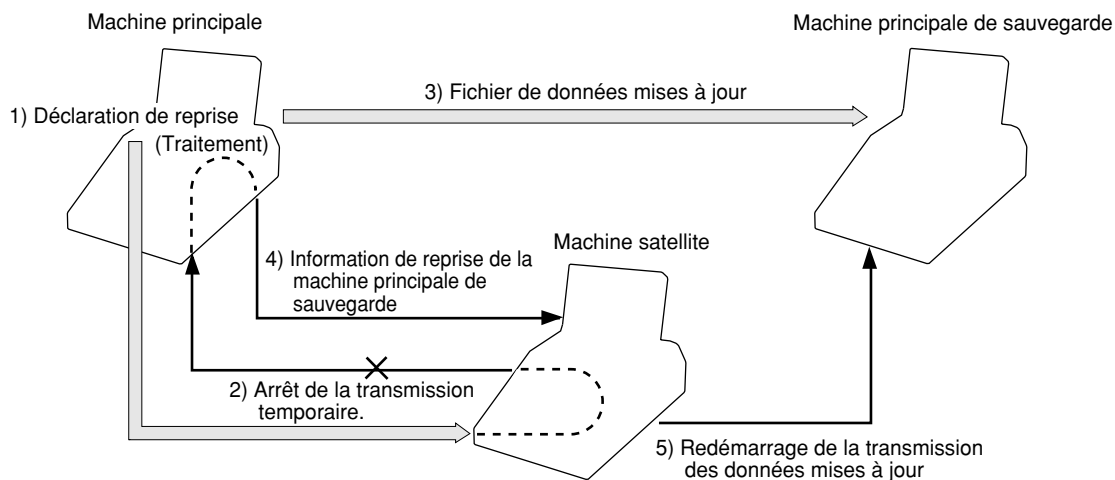 Machine principale
Machine principale de sauvegarde
3) Fichier de données mises à jour
1) Déclaration de reprise
(Traitement)
Machine satellite
4) Information de reprise de la
machine principale de
sauvegarde
2) Arrêt de la transmission
temporaire.
5) Redémarrage de la transmission
des données mises à jour